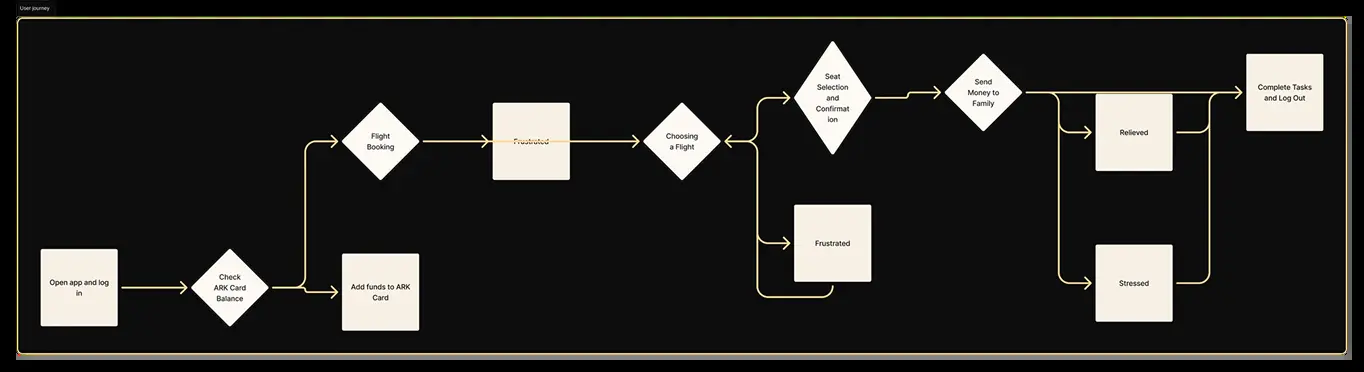 User journey
Open app and log
in
Check
ARK Card
Balance
Flight
Booking
Add funds to ARK
Card
Frustrated
Choosing
a Flight
Seat
Selection
and
Confirmat
ion
Frustrated
Send
Money to
Family
Relieved
Stressed
Complete Tasks
and Log Out